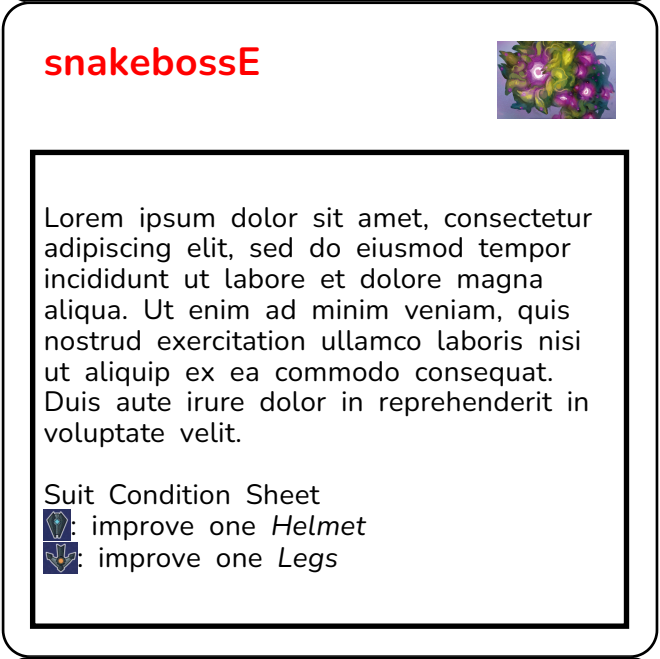 snakebossE
Lorem ipsum dolor sit amet, consectetur
adipiscing elit, sed do eiusmod tempor
incididunt ut labore et dolore magna
aliqua. Ut enim ad minim veniam, quis
nostrud exercitation ullamco laboris nisi
ut aliquip ex ea commodo consequat.
Duis aute irure dolor in reprehenderit in
voluptate velit.
Suit Condition Sheet
: improve one Helmet
: improve one Legs